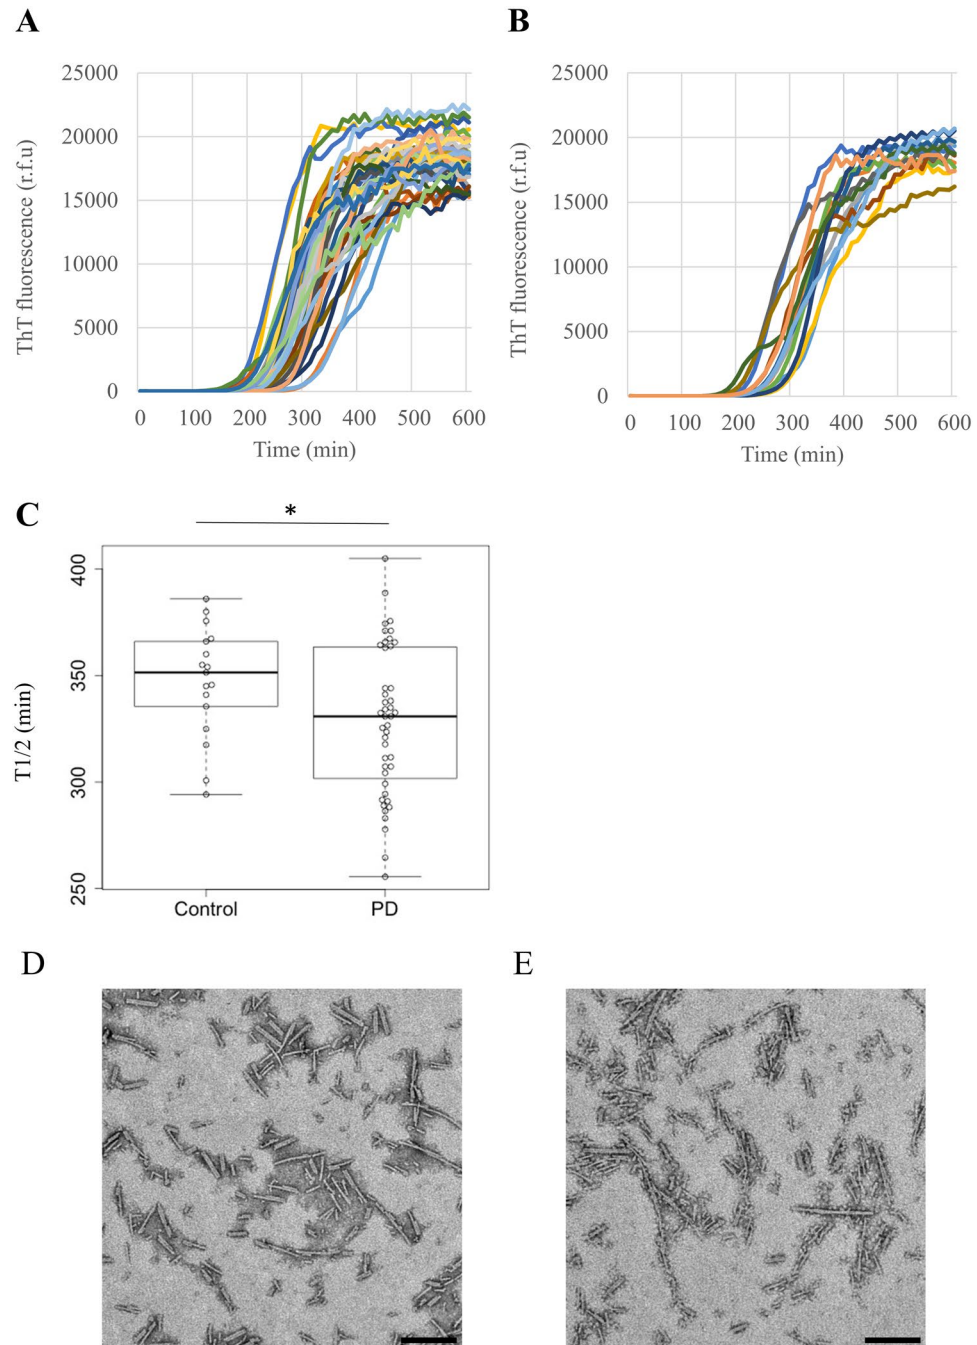 A
B
25000
20000
15000
10000
5000
0
ThT fluorescence (r.f.u)
0 100 200 300 400 500 600
Time (min)
25000
20000
15000
10000
5000
0
ThT fluorescence (r.f.u)
0 100 200 300 400 500 600
Time (min)
C
*
400
350
300
250
T1/2 (min)
Control PD
D
E